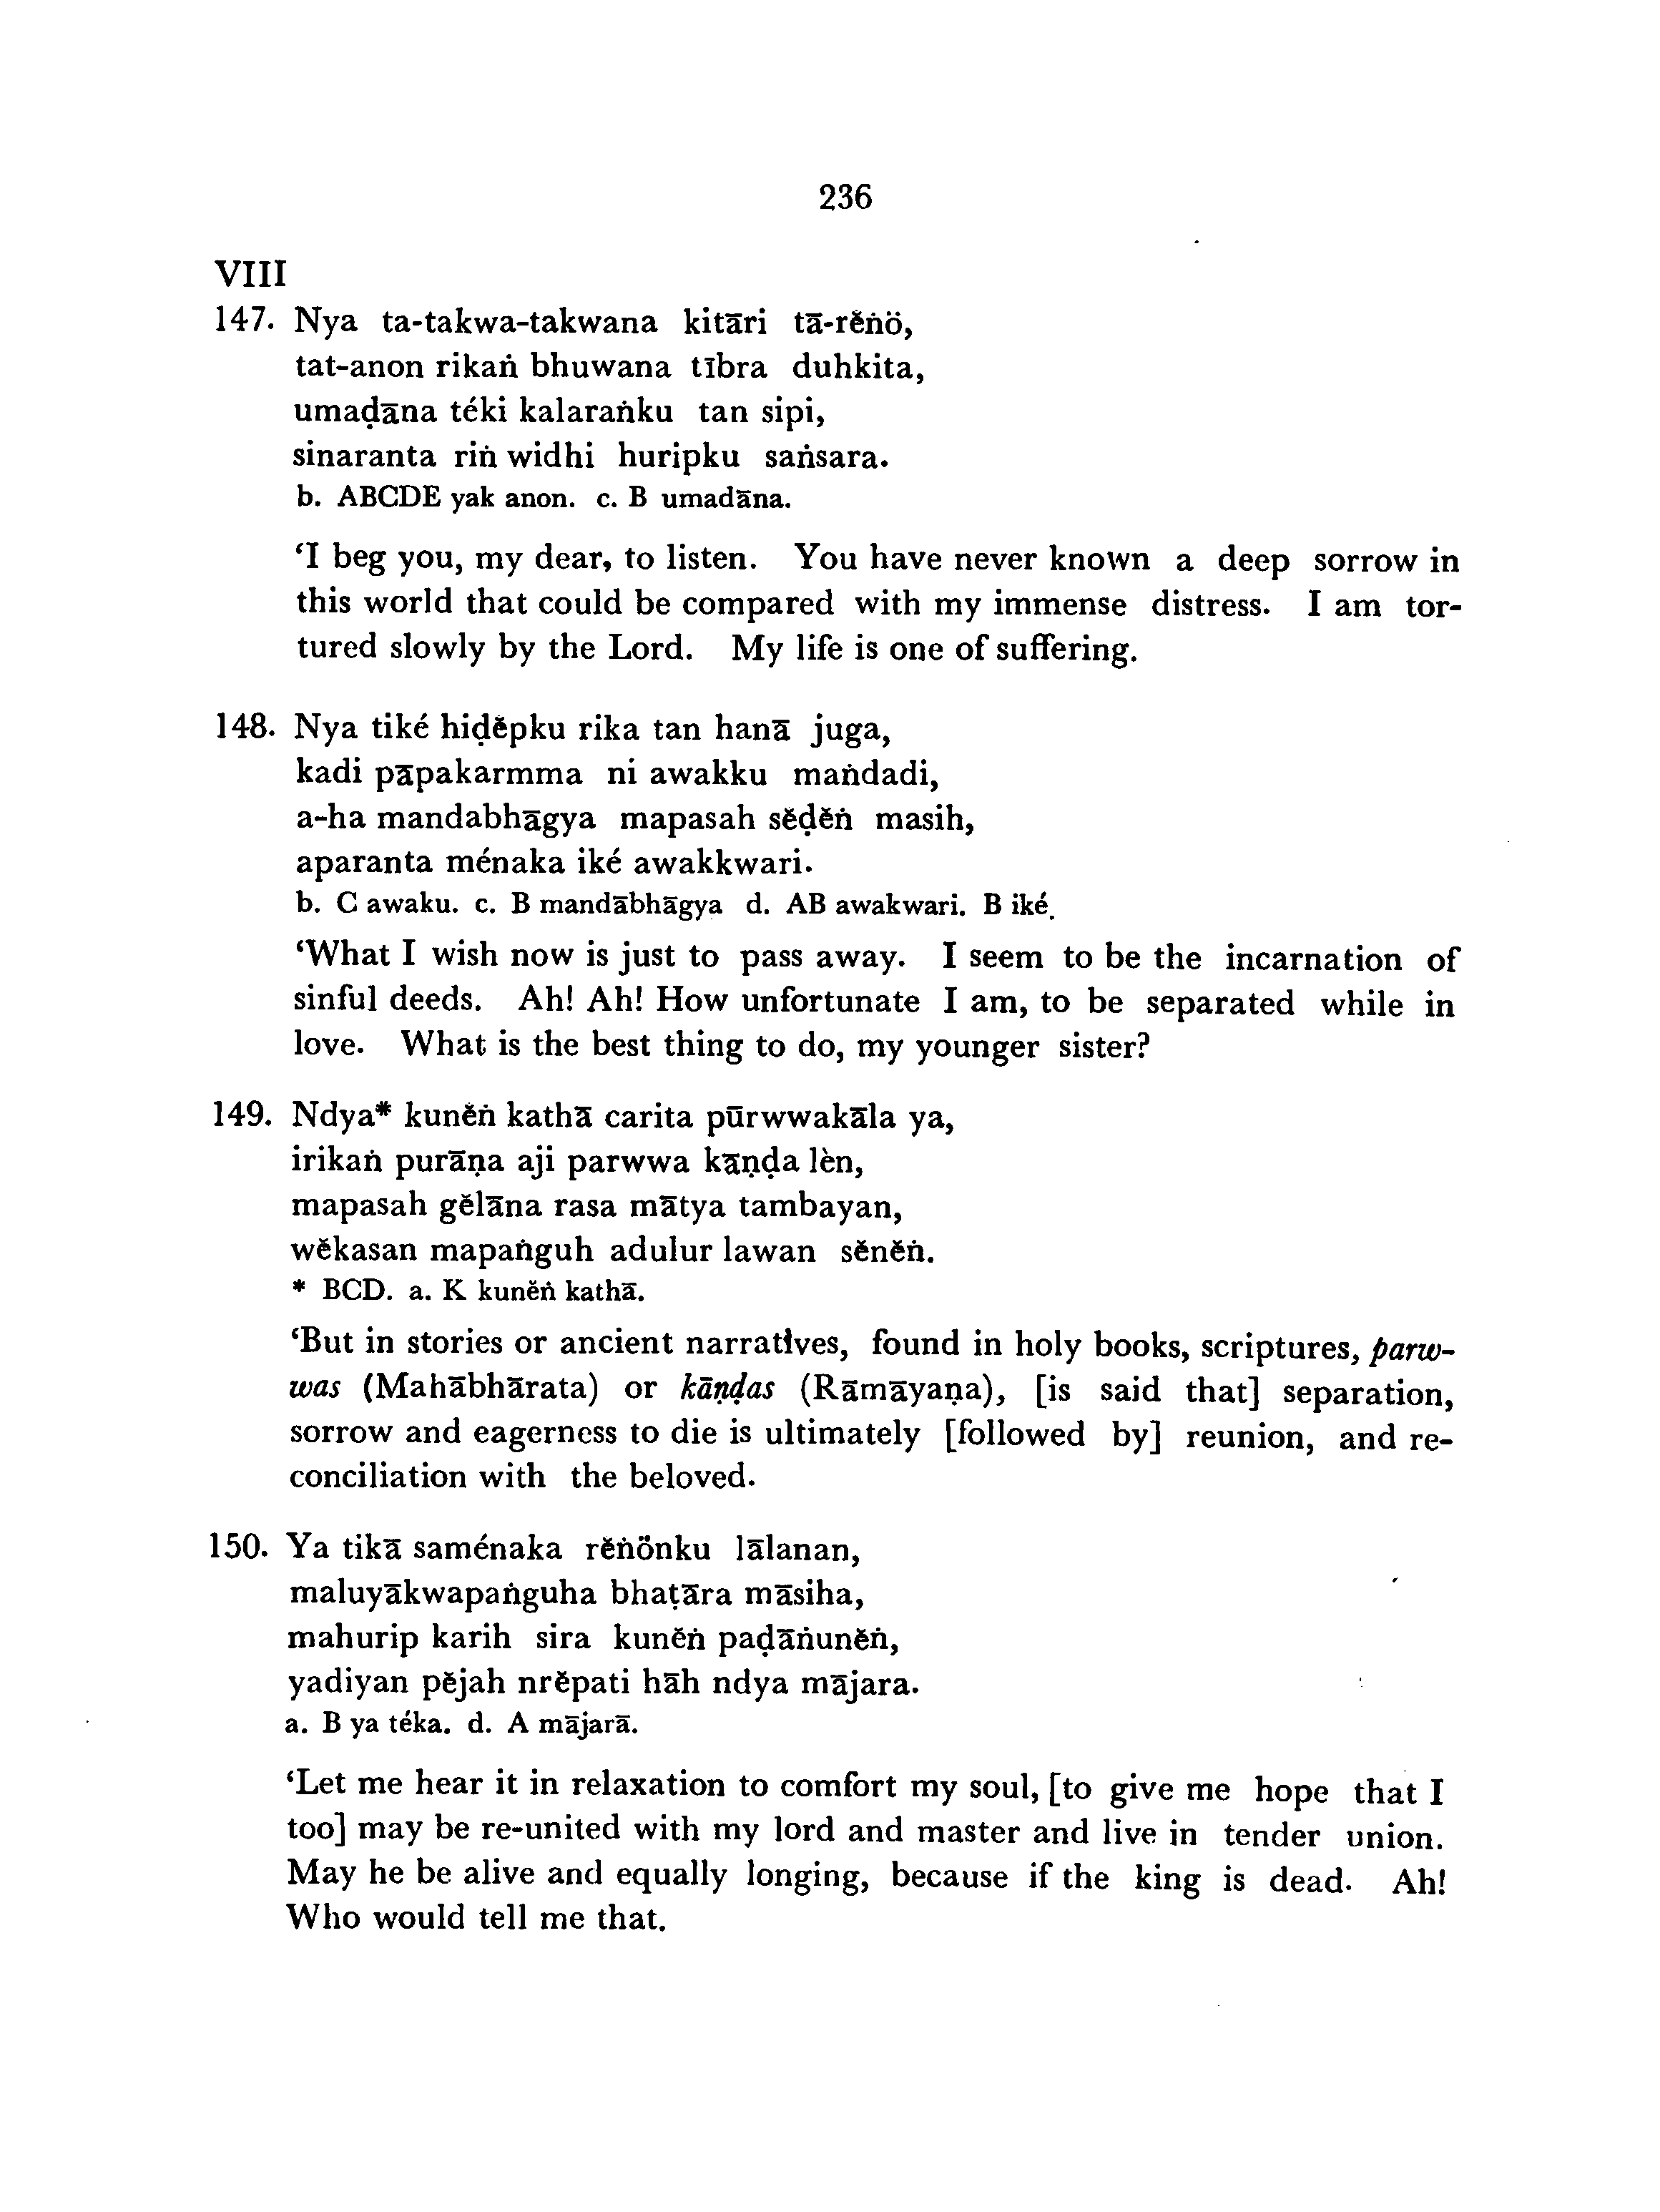 236
VIII
147. Nya ta-takwa-takwana kitāri tā-rĕṅö,
tat-anon rikaṅ bhuwana tībra duhkita,
umaḍāna téki kalaraṅku tan sipi,
sinaranta riṅ widhi huripku saṅsara.
b. ABCDE yak anon. c. B umadāna.
‘I beg you, my dear, to listen. You have never known a deep sorrow in
this world that could be compared with my immense distress. I am tor-
tured slowly by the Lord. My life is one of suffering.
148. Nya tiké hiḍĕpku rika tan hanā juga,
kadi pāpakarmma ni awakku maṅdadi,
a-ha mandabhāgya mapasah sĕḍĕṅ masih,
aparanta ménaka iké awakkwari.
b. C awaku. c. B mandābhāgya d. AB awakwari. B iké.
‘What I wish now is just to pass away. I seem to be the incarnation of
sinful deeds. Ah! Ah! How unfortunate I am, to be separated while in
love. What is the best thing to do, my younger sister?
149. Ndya* kunĕṅ kathā carita pūrwwakāla ya,
irikaṅ purāṇa aji parwwa kāṇḍa lèn,
mapasah gĕlāna rasa mātya tambayan,
wĕkasan mapaṅguh adulur lawan sĕnĕṅ.
* BCD. a. K kunĕṅ kathā.
‘But in stories or ancient narratives, found in holy books, scriptures, parw-
was (Mahābhārata) or kāṇḍas (Rāmāyaṇa), [is said that] separation,
sorrow and eagerness to die is ultimately [followed by] reunion, and re-
conciliation with the beloved.
150. Ya tikā saménaka rĕṅönku lālanan,
maluyākwapaṅguha bhaṭāra māsiha,
mahurip karih sira kunĕṅ paḍāṅunĕṅ,
yadiyan pĕjah nrĕpati hāh ndya mājara.
a. B ya téka. d. A mājarā.
‘Let me hear it in relaxation to comfort my soul, [to give me hope that I
too] may be re-united with my lord and master and live in tender union.
May he be alive and equally longing, because if the king is dead. Ah!
Who would tell me that.